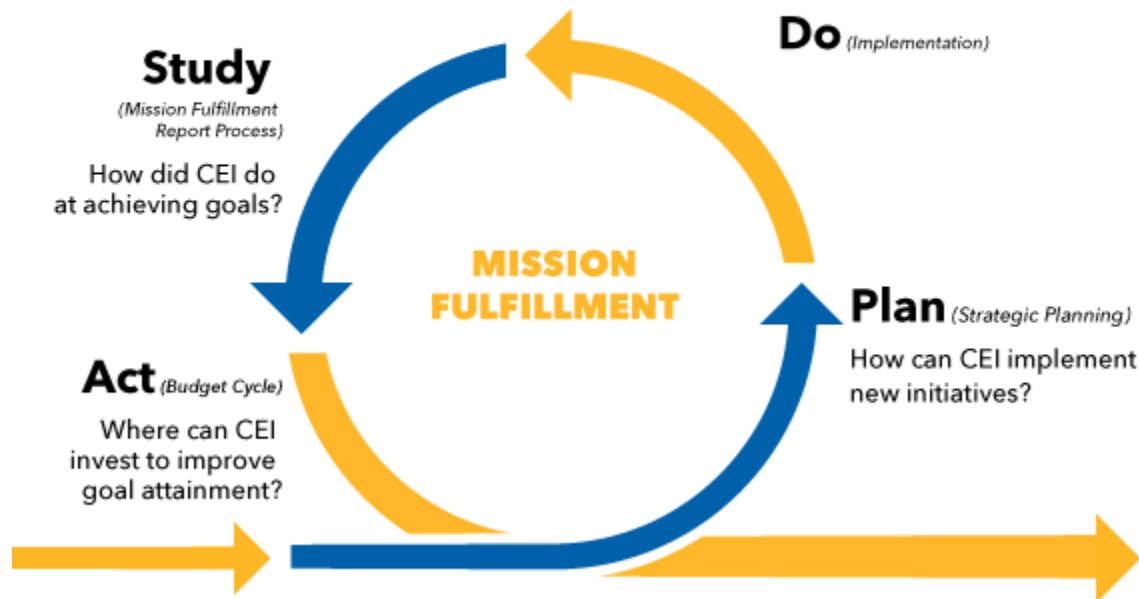 Do (Implementation)
Study
(Mission Fulfillment
Report Process)
How did CEI do
at achieving goals?
MISSION
FULFILLMENT
Plan (Strategic Planning)
How can CEI implement
new initiatives?
Act (Budget Cycle)
Where can CEI
invest to improve
goal attainment?